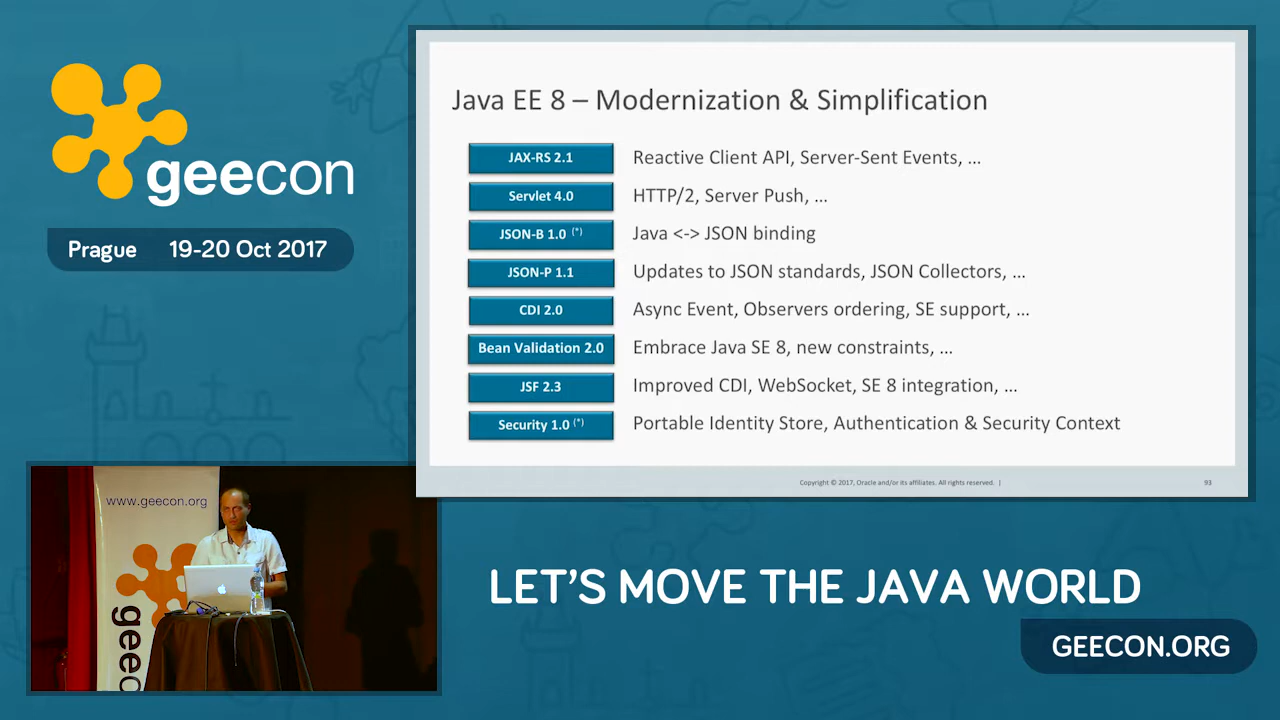 geecon
Prague 19-20 Oct 2017
Java EE 8 – Modernization & Simplification
JAX-RS 2.1 Reactive Client API, Server-Sent Events, ...
Servlet 4.0 HTTP/2, Server Push, ...
JSON-B 1.0 (*) Java <-> JSON binding
JSON-P 1.1 Updates to JSON standards, JSON Collectors, ...
CDI 2.0 Async Event, Observers ordering, SE support, ...
Bean Validation 2.0 Embrace Java SE 8, new constraints, ...
JSF 2.3 Improved CDI, WebSocket, SE 8 integration, ...
Security 1.0 (*) Portable Identity Store, Authentication & Security Context
Copyright © 2017, Oracle and/or its affiliates. All rights reserved. |
93
www.geecon.org
geec
LET'S MOVE THE JAVA WORLD
GEECON.ORG